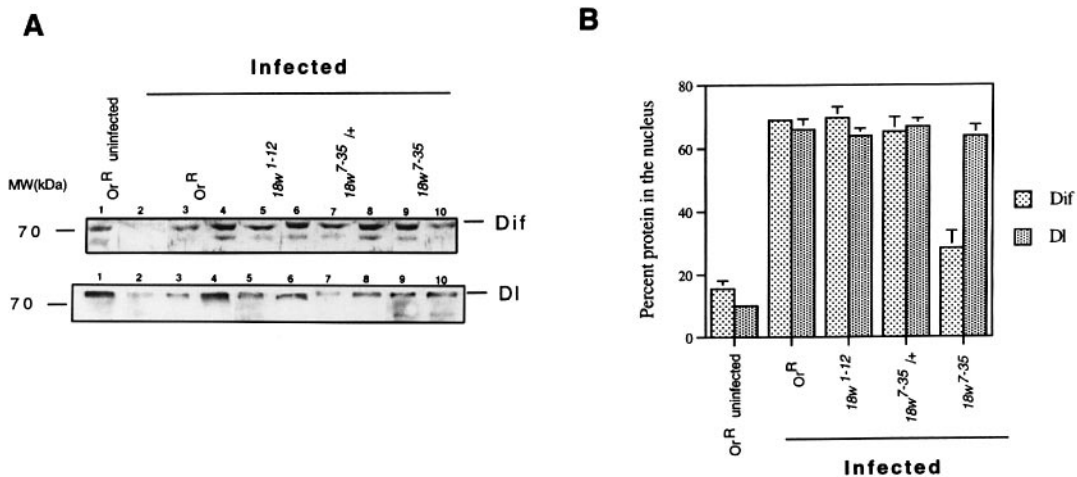 A
Infected
Or^R uninfected
Or^R
18w^1-12
18w^7-35/+
18w^7-35
MW(kDa)
1 2 3 4 5 6 7 8 9 10
70
Dif
1 2 3 4 5 6 7 8 9 10
70
Dl
B
Percent protein in the nucleus
80
60
40
20
0
Dif
Dl
Or^R uninfected
Or^R
18w^1-12
18w^7-35/+
18w^7-35
Infected